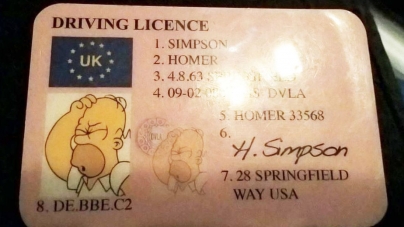 DRIVING LICENCE
UK
1. SIMPSON
2. HOMER
3. 4.8.63
4. 09-02 DVLA
5. HOMER 33568
6.
H. Simpson
7. 28 SPRINGFIELD
WAY USA
8. DE.BBE.C2